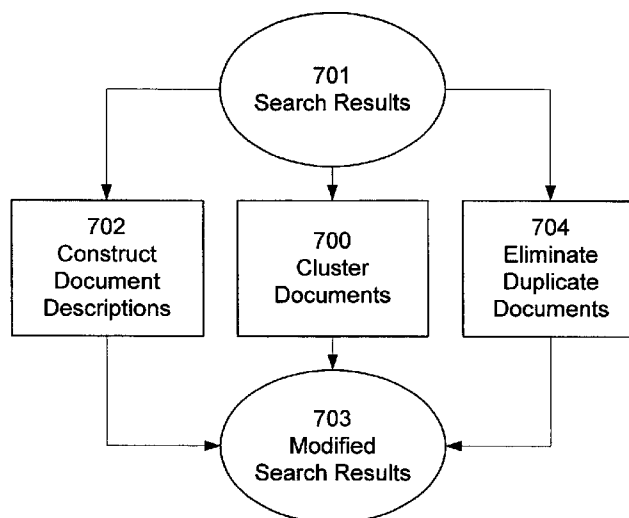 701
Search Results
702
Construct
Document
Descriptions
700
Cluster
Documents
704
Eliminate
Duplicate
Documents
703
Modified
Search Results